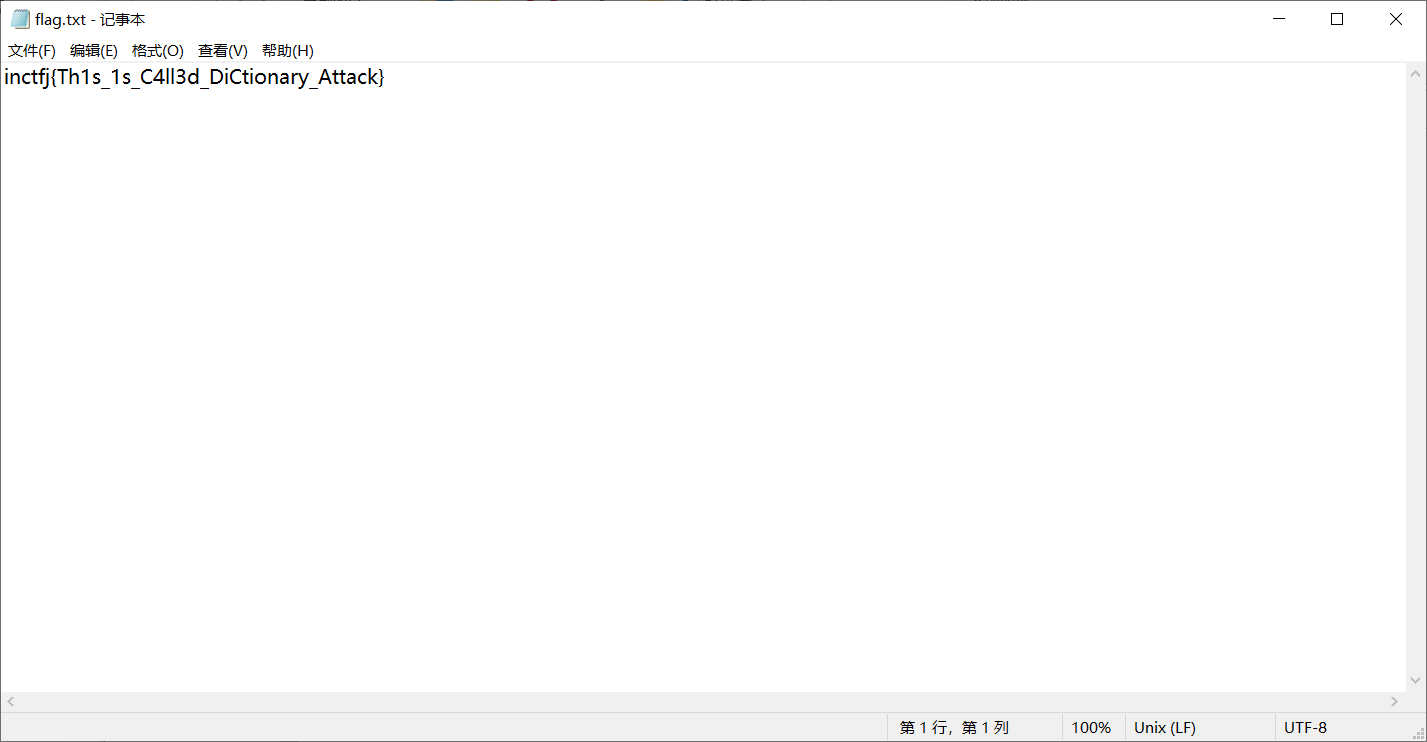 flag.txt - 记事本
文件(F) 编辑(E) 格式(O) 查看(V) 帮助(H)
inctfj{Th1s_1s_C4ll3d_DiCtionary_Attack}
第 1 行，第 1 列 100% Unix (LF) UTF-8